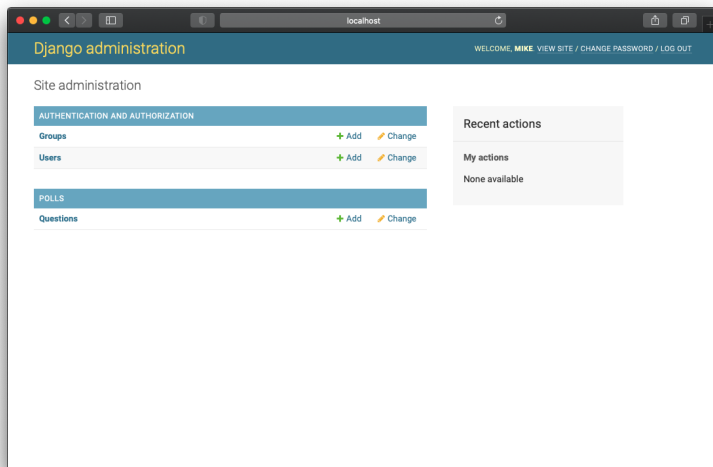 localhost
Django administration
WELCOME, MIKE. VIEW SITE / CHANGE PASSWORD / LOG OUT
Site administration
AUTHENTICATION AND AUTHORIZATION
Groups + Add Change
Users + Add Change
POLLS
Questions + Add Change
Recent actions
My actions
None available